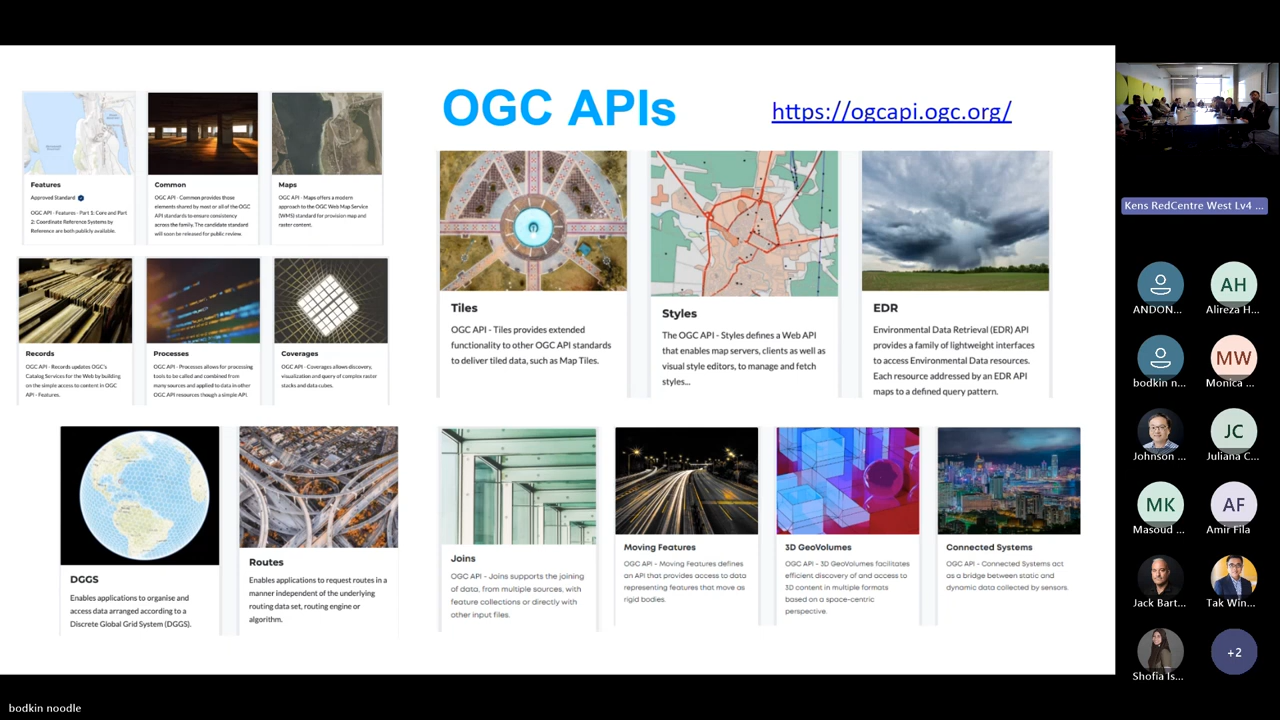 OGC APIs
https://ogcapi.ogc.org/
Features
Approved Standard
OGC API - Features - Part 1: Core and Part
2: Coordinate Reference Systems by
Reference are both publicly available.
Common
OGC API - Common provides those
elements shared by most or all of the OGC
API standards to ensure consistency
across the family. The candidate standard
will soon be released for public review.
Maps
OGC API - Maps offers a modern
approach to the OGC Web Map Service
(WMS) standard for provision map and
raster content.
Tiles
OGC API - Tiles provides extended
functionality to other OGC API standards
to deliver tiled data, such as Map Tiles.
Styles
The OGC API - Styles defines a Web API
that enables map servers, clients as well as
visual style editors, to manage and fetch
styles...
EDR
Environmental Data Retrieval (EDR) API
provides a family of lightweight interfaces
to access Environmental Data resources.
Each resource addressed by an EDR API
maps to a defined query pattern.
Records
OGC API - Records updates OGC's
Catalog Services for the Web by building
on the simple access to content in OGC
API - Features.
Processes
OGC API - Processes allows for processing
tools to be called and combined from
many sources and applied to data in other
OGC API resources though a simple API.
Coverages
OGC API - Coverages allows discovery,
visualization and query of complex raster
stacks and data cubes.
DGGS
Enables applications to organise and
access data arranged according to a
Discrete Global Grid System (DGGS).
Routes
Enables applications to request routes in a
manner independent of the underlying
routing data set, routing engine or
algorithm.
Joins
OGC API - Joins supports the joining
of data, from multiple sources, with
feature collections or directly with
other input files.
Moving Features
OGC API - Moving Features defines
an API that provides access to data
representing features that move as
rigid bodies.
3D GeoVolumes
OGC API - 3D GeoVolumes facilitates
efficient discovery of and access to
3D content in multiple formats
based on a space-centric
perspective.
Connected Systems
OGC API - Connected Systems act
as a bridge between static and
dynamic data collected by sensors.
Kens RedCentre West Lv4 ...
ANDON...
AH
Alireza H...
bodkin n...
MW
Monica ...
Johnson ...
JC
Juliana C...
MK
Masoud ...
AF
Amir Fila
Jack Bart...
Tak Win...
Shofia Is...
+2
bodkin noodle